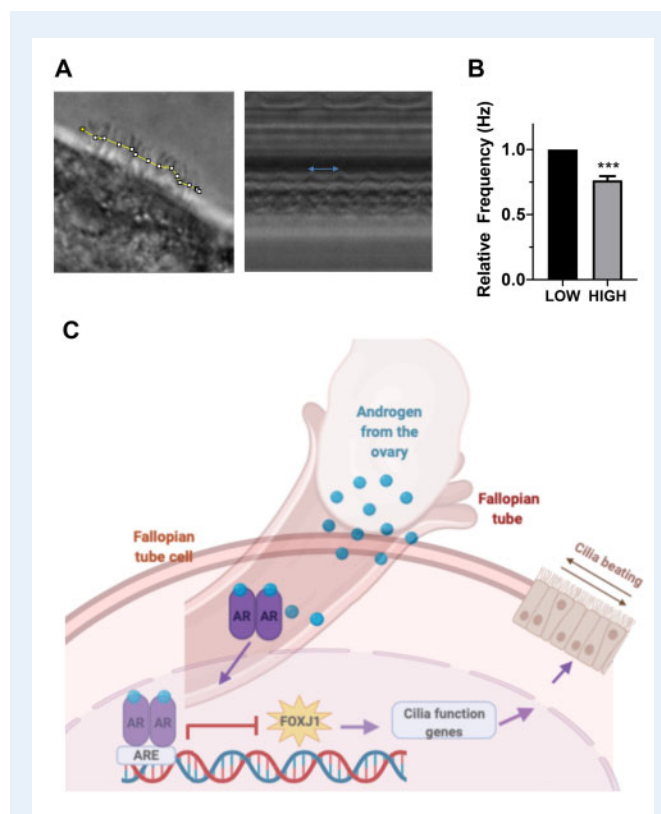 A
B
Relative Frequency (Hz)
1.0
0.5
0.0
***
LOW HIGH
C
Androgen
from the
ovary
Fallopian
tube
Fallopian
tube cell
Cilia beating
AR AR
AR AR
ARE
FOXJ1
Cilia function
genes